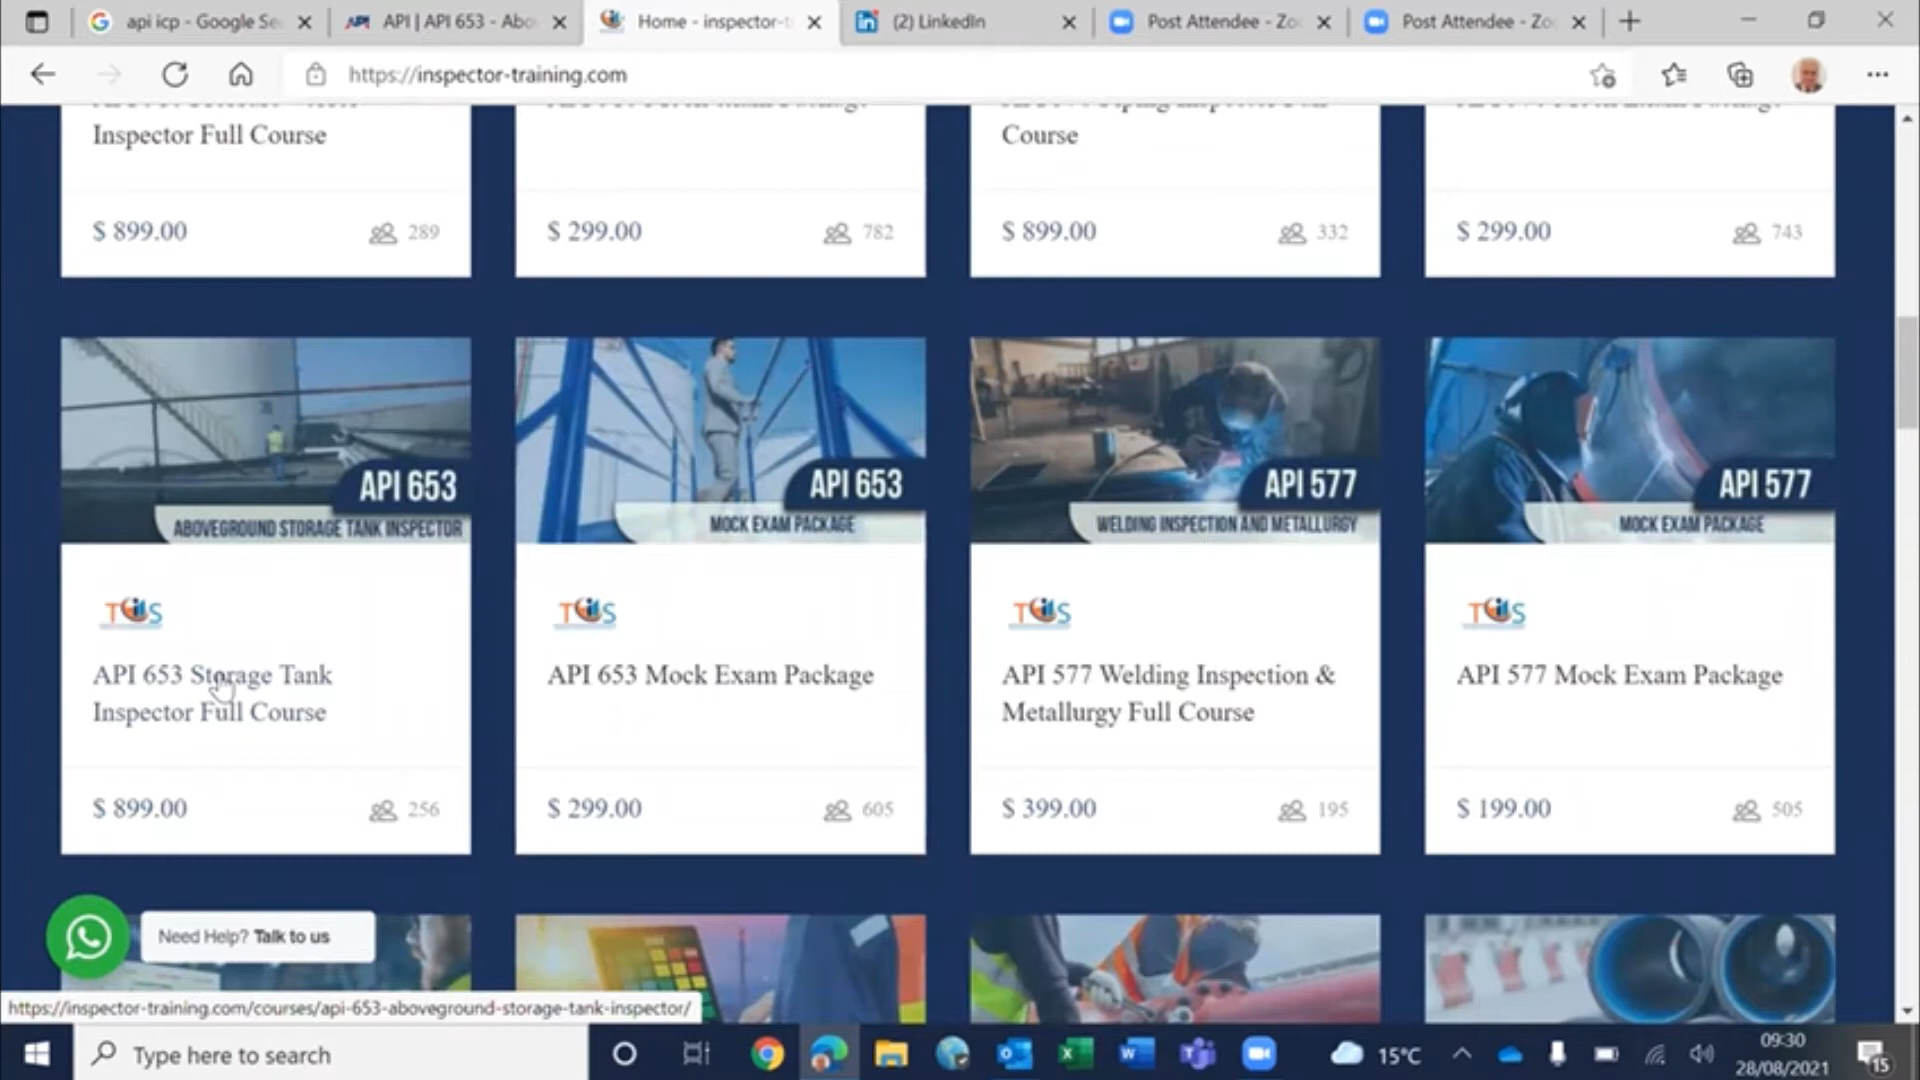 api icp - Google Se
API | API 653 - Abo
Home - inspector-t
(2) LinkedIn
Post Attendee - Zo
Post Attendee - Zo
https://inspector-training.com
Inspector Full Course
Course
$ 899.00
289
$ 299.00
782
$ 899.00
332
$ 299.00
743
API 653
ABOVEGROUND STORAGE TANK INSPECTOR
API 653
MOCK EXAM PACKAGE
API 577
WELDING INSPECTION AND METALLURGY
API 577
MOCK EXAM PACKAGE
API 653 Storage Tank
Inspector Full Course
API 653 Mock Exam Package
API 577 Welding Inspection &
Metallurgy Full Course
API 577 Mock Exam Package
$ 899.00
256
$ 299.00
605
$ 399.00
195
$ 199.00
505
Need Help? Talk to us
https://inspector-training.com/courses/api-653-aboveground-storage-tank-inspector/
Type here to search
15°C
09:30
28/08/2021
15